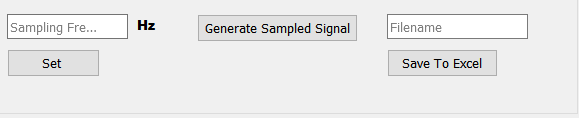 Sampling Fre... Hz Generate Sampled Signal Filename
Set Save To Excel